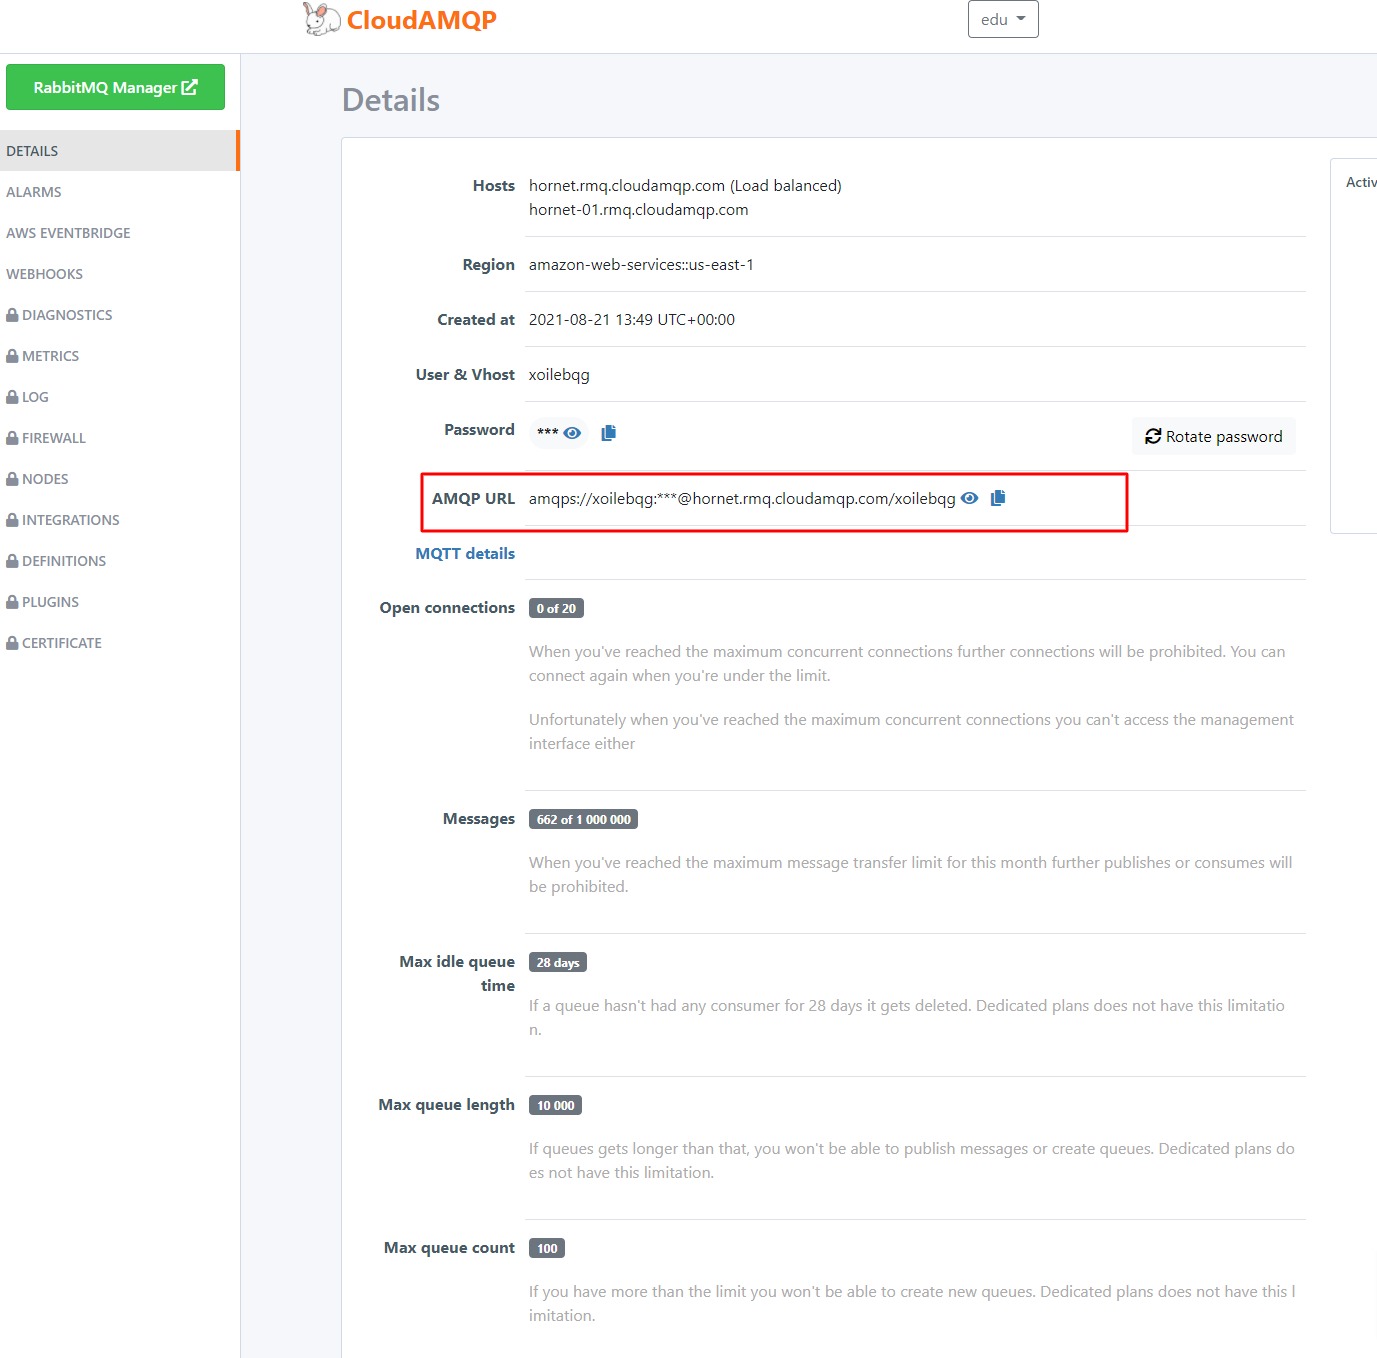 CloudAMQP
edu
RabbitMQ Manager
DETAILS
ALARMS
AWS EVENTBRIDGE
WEBHOOKS
DIAGNOSTICS
METRICS
LOG
FIREWALL
NODES
INTEGRATIONS
DEFINITIONS
PLUGINS
CERTIFICATE
Details
Hosts hornet.rmq.cloudamqp.com (Load balanced)
hornet-01.rmq.cloudamqp.com
Region amazon-web-services::us-east-1
Created at 2021-08-21 13:49 UTC+00:00
User & Vhost xoilebqg
Password *** Rotate password
AMQP URL amqps://xoilebqg:***@hornet.rmq.cloudamqp.com/xoilebqg
MQTT details
Open connections 0 of 20
When you've reached the maximum concurrent connections further connections will be prohibited. You can
connect again when you're under the limit.
Unfortunately when you've reached the maximum concurrent connections you can't access the management
interface either
Messages 662 of 1 000 000
When you've reached the maximum message transfer limit for this month further publishes or consumes will
be prohibited.
Max idle queue 28 days
time
If a queue hasn't had any consumer for 28 days it gets deleted. Dedicated plans does not have this limitatio
n.
Max queue length 10 000
If queues gets longer than that, you won't be able to publish messages or create queues. Dedicated plans do
es not have this limitation.
Max queue count 100
If you have more than the limit you won't be able to create new queues. Dedicated plans does not have this l
imitation.
Activ